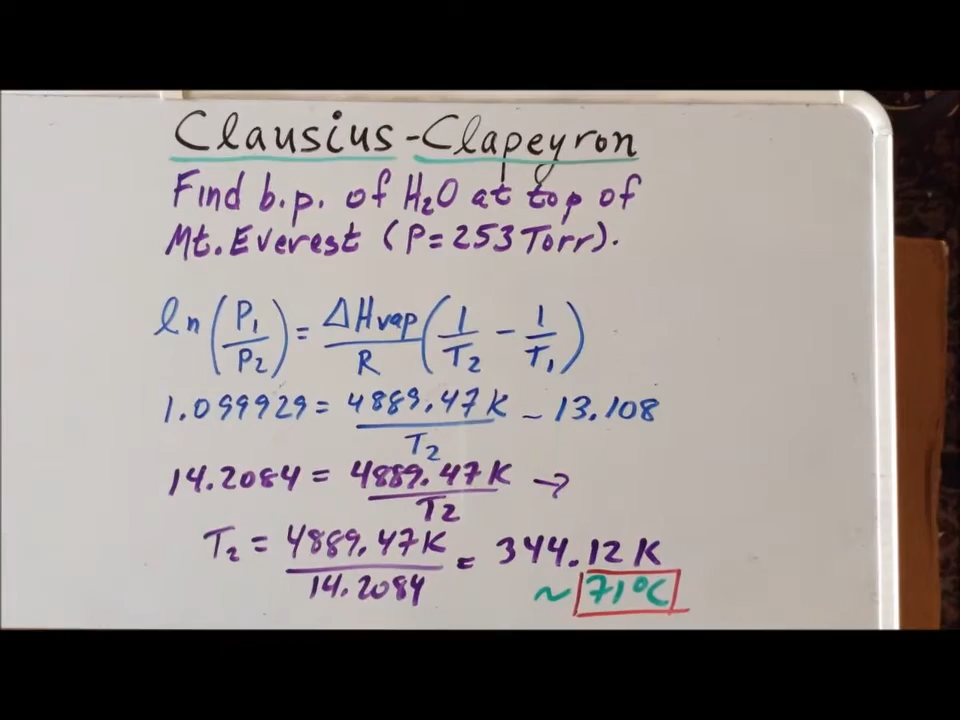 Clausius-Clapeyron
Find b.p. of H₂O at top of
Mt. Everest (P=253 Torr).
ln(P₁/P₂) = ΔHvap/R (1/T₂ - 1/T₁)
1.099929 = 4889.47K/T₂ - 13.108
14.2084 = 4889.47K/T₂ →
T₂ = 4889.47K/14.2084 = 344.12 K
~ 71°C